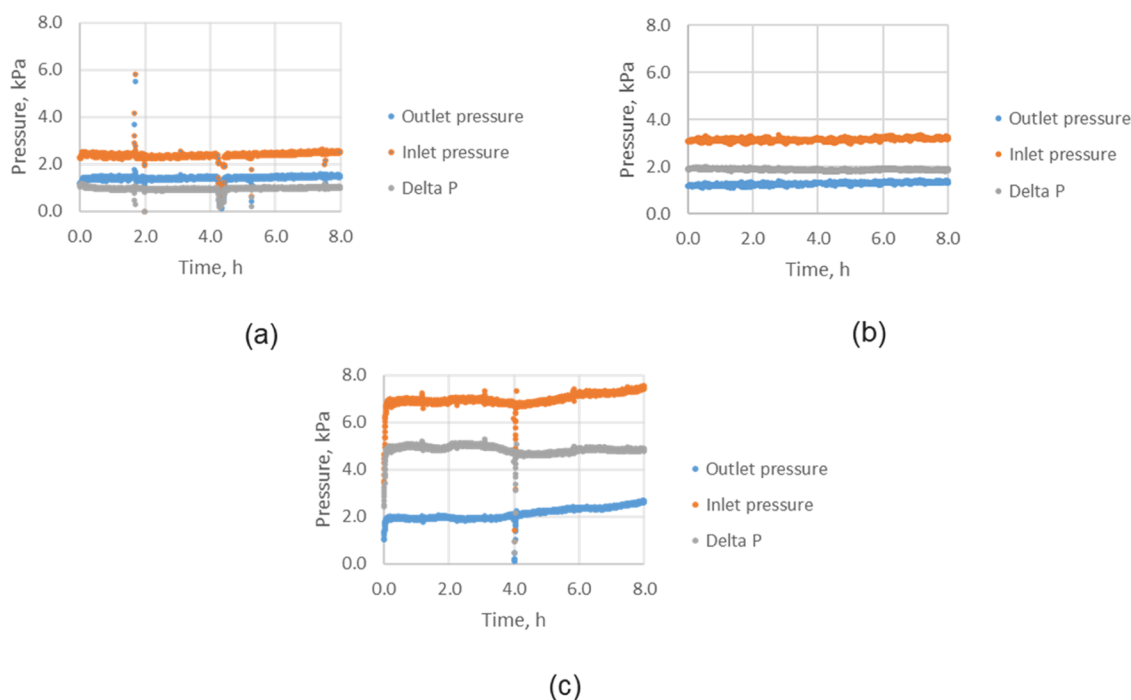 8.0
6.0
4.0
2.0
0.0
Pressure, kPa
0.0 2.0 4.0 6.0 8.0
Time, h
Outlet pressure
Inlet pressure
Delta P
(a)
8.0
6.0
4.0
2.0
0.0
Pressure, kPa
0.0 2.0 4.0 6.0 8.0
Time, h
Outlet pressure
Inlet pressure
Delta P
(b)
8.0
6.0
4.0
2.0
0.0
Pressure, kPa
0.0 2.0 4.0 6.0 8.0
Time, h
Outlet pressure
Inlet pressure
Delta P
(c)